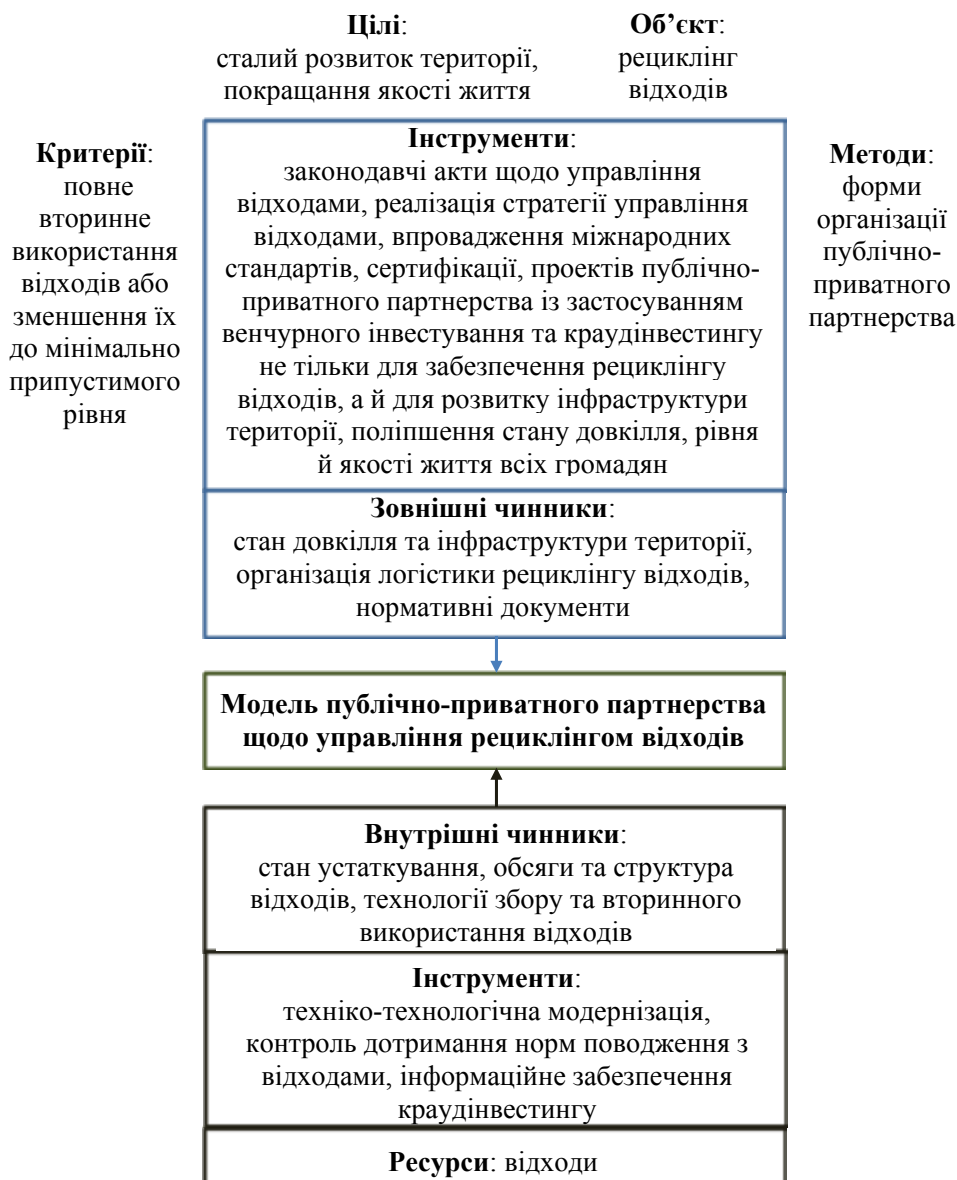 Цілі:
сталий розвиток території,
покращання якості життя
Об’єкт:
рециклінг
відходів
Критерії:
повне
вторинне
використання
відходів або
зменшення їх
до мінімально
припустимого
рівня
Інструменти:
законодавчі акти щодо управління
відходами, реалізація стратегії управління
відходами, впровадження міжнародних
стандартів, сертифікації, проектів публічно-
приватного партнерства із застосуванням
венчурного інвестування та краудінвестингу
не тільки для забезпечення рециклінгу
відходів, а й для розвитку інфраструктури
території, поліпшення стану довкілля, рівня
й якості життя всіх громадян
Методи:
форми
організації
публічно-
приватного
партнерства
Зовнішні чинники:
стан довкілля та інфраструктури території,
організація логістики рециклінгу відходів,
нормативні документи
Модель публічно-приватного партнерства
щодо управління рециклінгом відходів
Внутрішні чинники:
стан устаткування, обсяги та структура
відходів, технології збору та вторинного
використання відходів
Інструменти:
техніко-технологічна модернізація,
контроль дотримання норм поводження з
відходами, інформаційне забезпечення
краудінвестингу
Ресурси: відходи